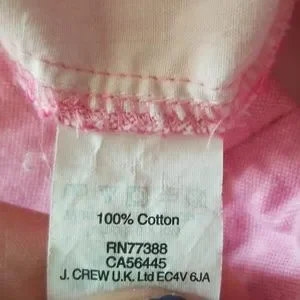 100% Cotton
RN77388
CA56445
J. CREW U.K. Ltd EC4V 6JA